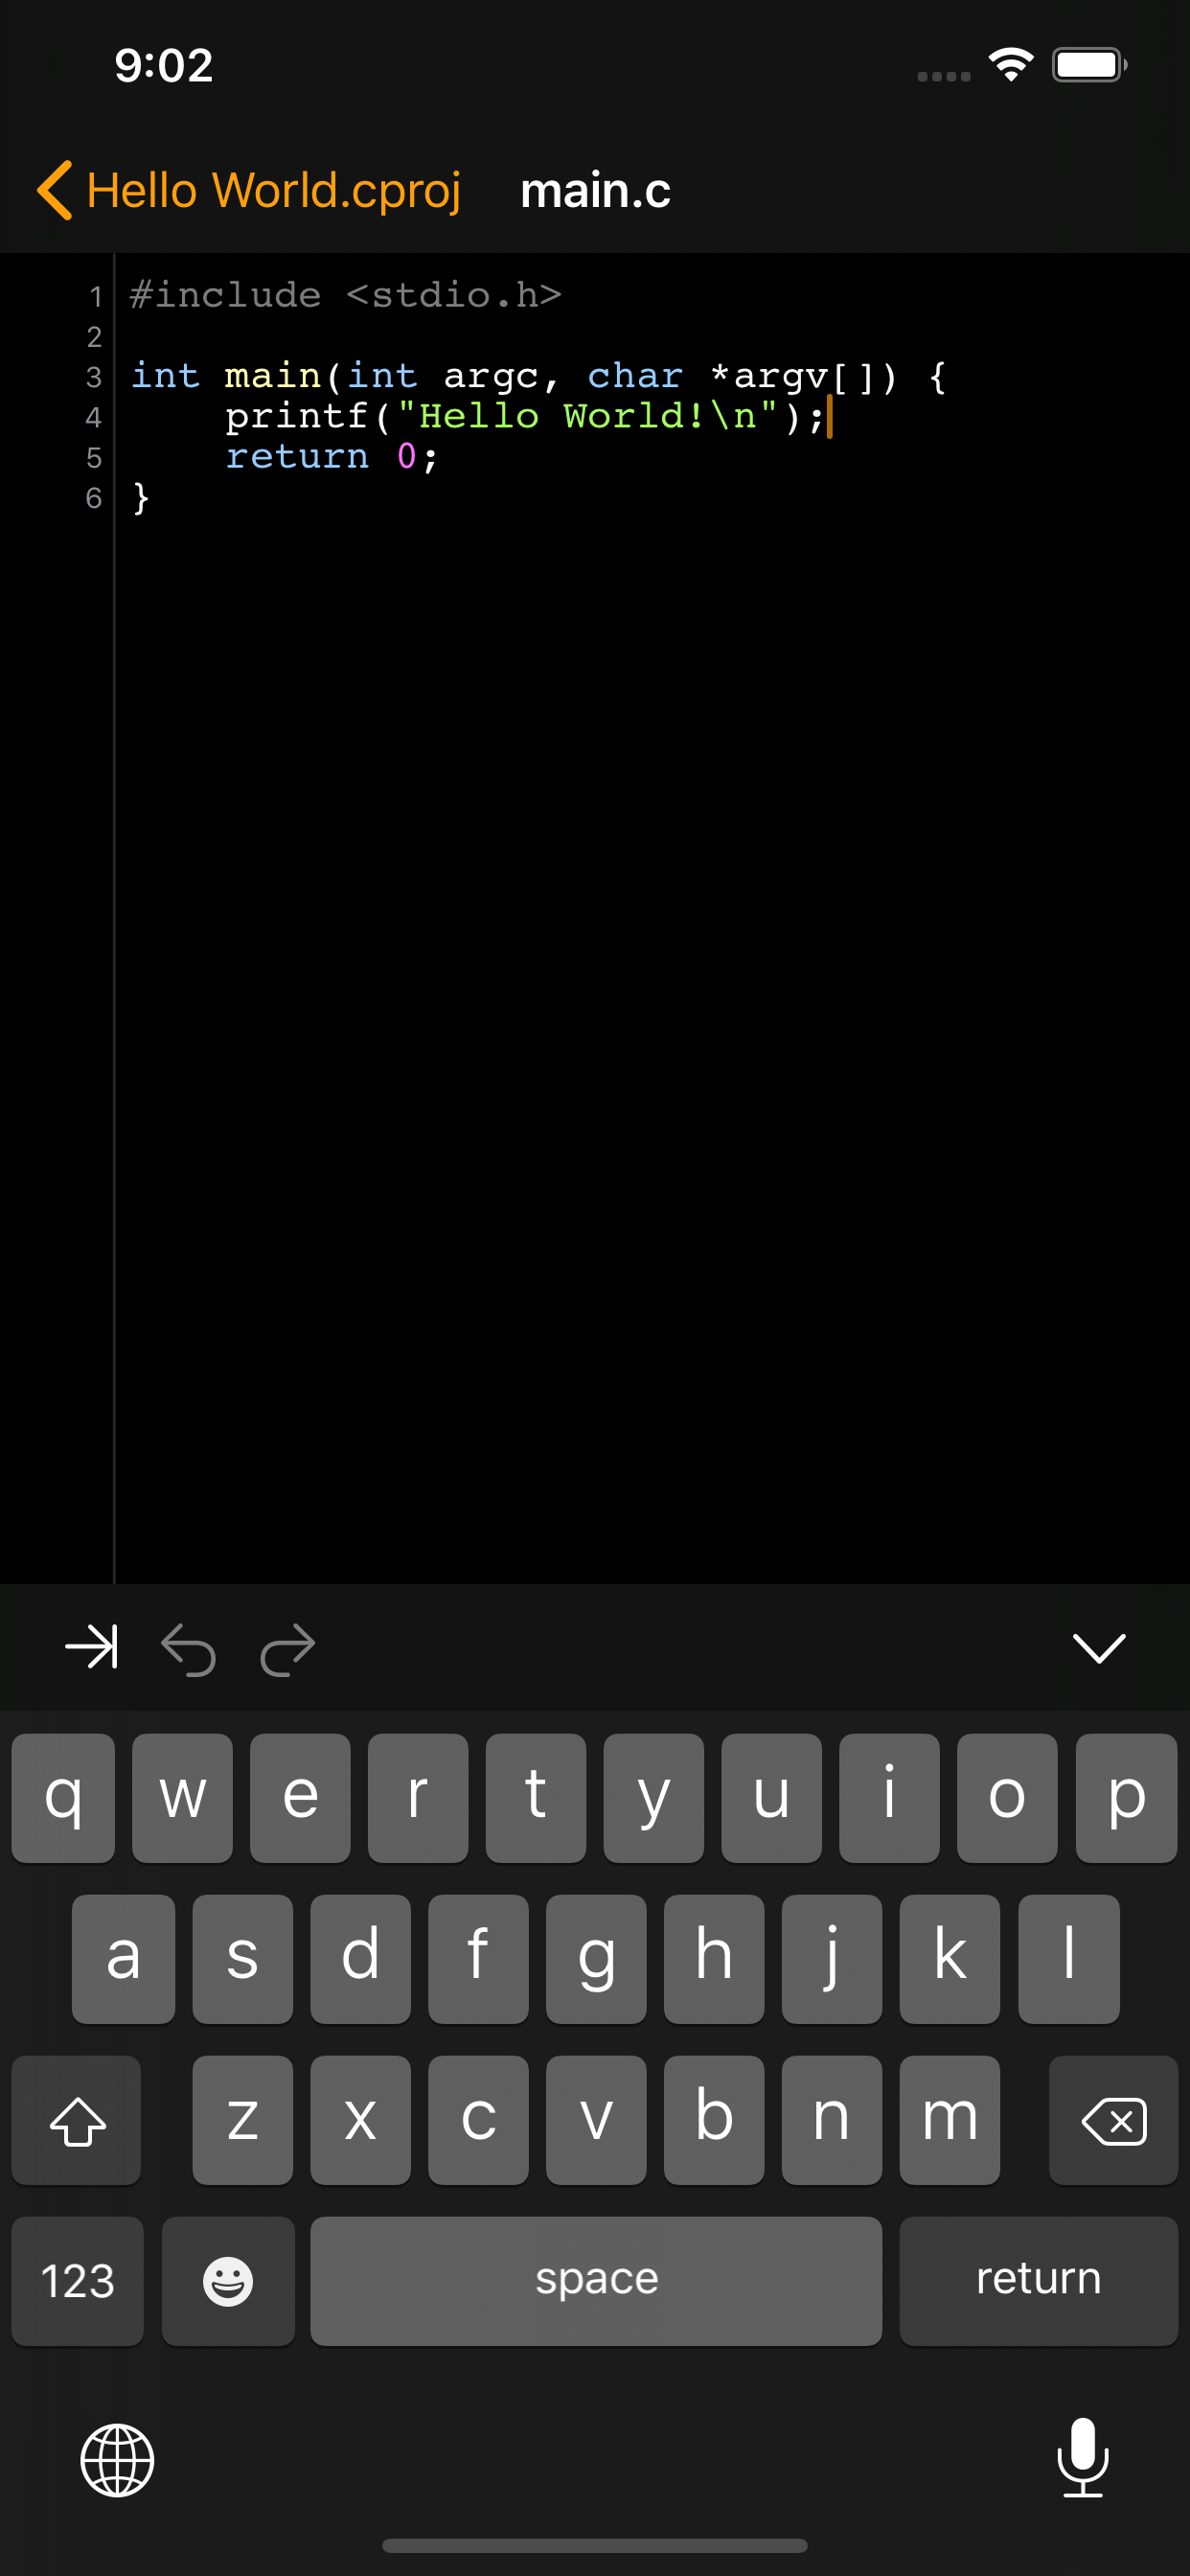 9:02
Hello World.cproj main.c
1 #include <stdio.h>
2
3 int main(int argc, char *argv[]) {
4     printf("Hello World!\n");
5     return 0;
6 }
q w e r t y u i o p
a s d f g h j k l
z x c v b n m
123 space return